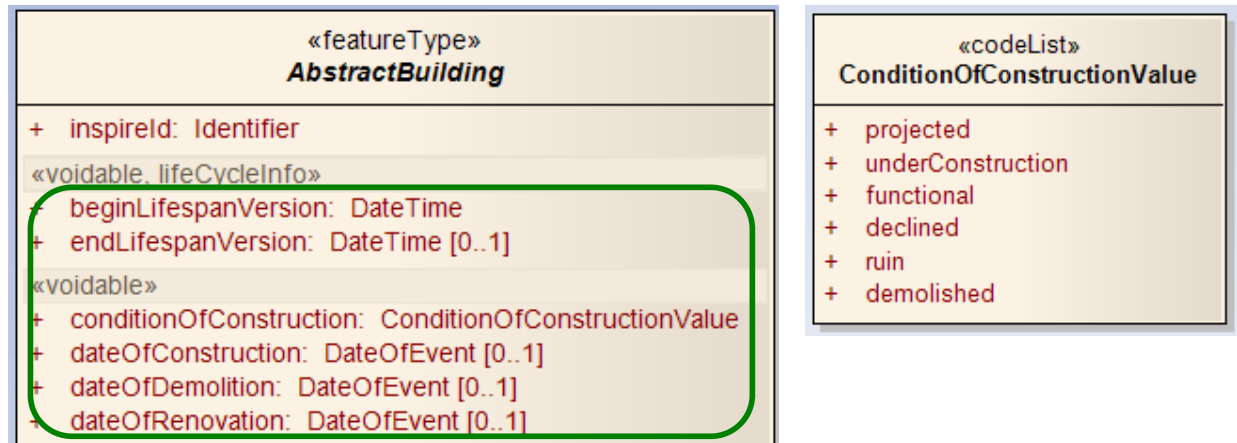 «featureType»
AbstractBuilding
+ inspireId: Identifier
«voidable, lifeCycleInfo»
+ beginLifespanVersion: DateTime
+ endLifespanVersion: DateTime [0..1]
«voidable»
+ conditionOfConstruction: ConditionOfConstructionValue
+ dateOfConstruction: DateOfEvent [0..1]
+ dateOfDemolition: DateOfEvent [0..1]
+ dateOfRenovation: DateOfEvent [0..1]
«codeList»
ConditionOfConstructionValue
+ projected
+ underConstruction
+ functional
+ declined
+ ruin
+ demolished